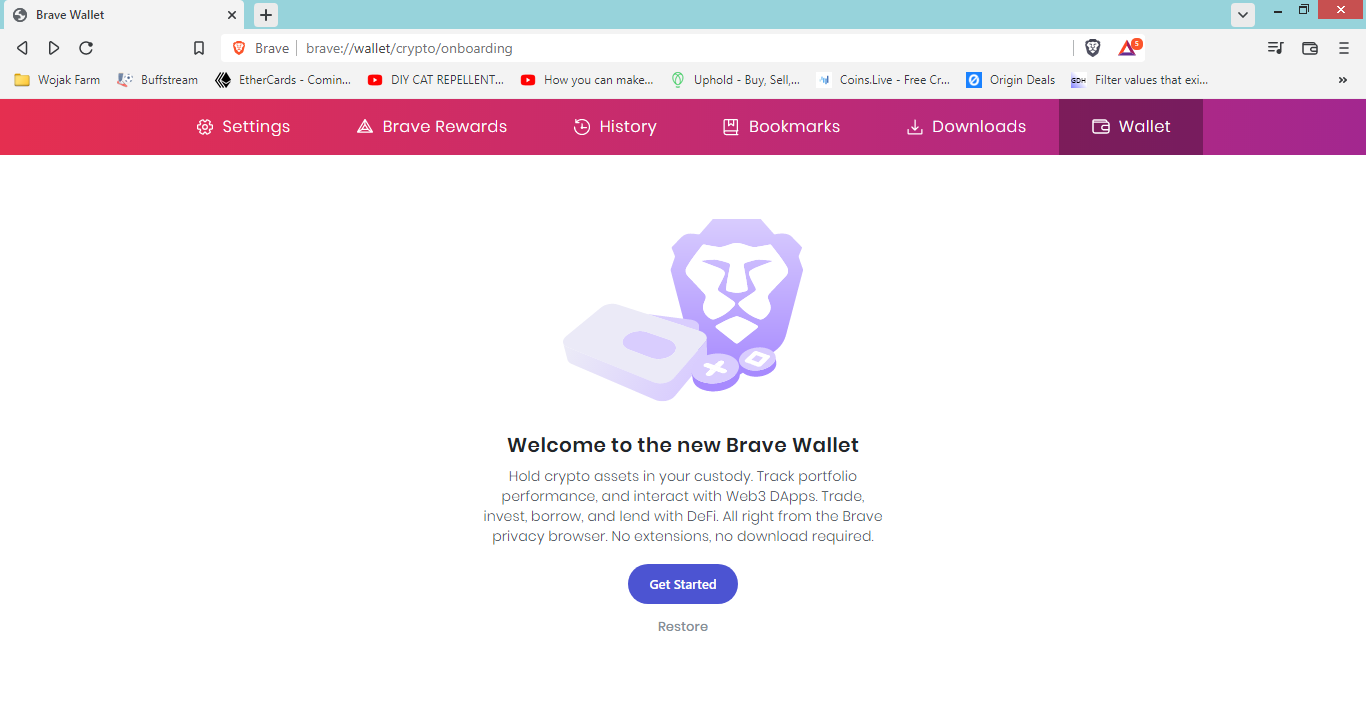 Brave Wallet
Brave brave://wallet/crypto/onboarding 5
Wojak Farm Buffstream EtherCards - Comin... DIY CAT REPELLENT... How you can make... Uphold - Buy, Sell,... Coins.Live - Free Cr... Origin Deals GDH Filter values that exi... »
Settings Brave Rewards History Bookmarks Downloads Wallet
Welcome to the new Brave Wallet
Hold crypto assets in your custody. Track portfolio
performance, and interact with Web3 DApps. Trade,
invest, borrow, and lend with DeFi. All right from the Brave
privacy browser. No extensions, no download required.
Get Started
Restore